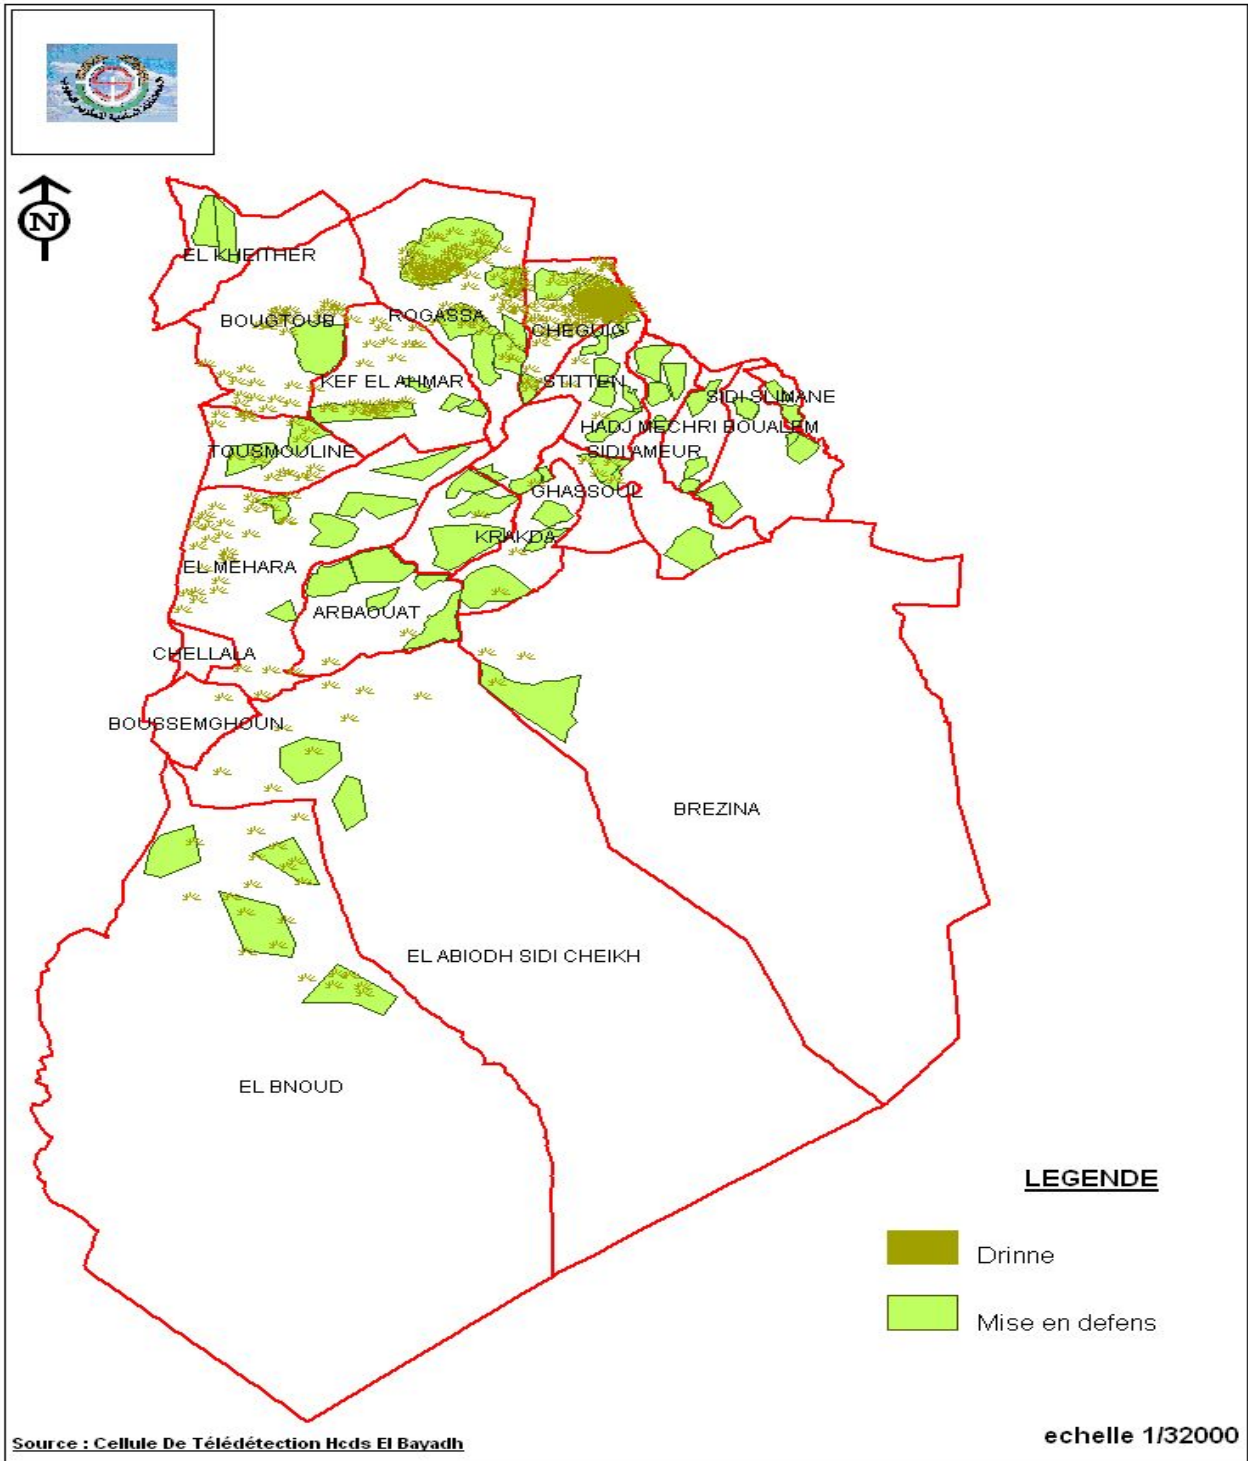 N
EL KHEITHER
BOUGTOUB
ROGASSA
CHEGUIG
KEF EL AHMAR
STITTEN
SIDI SLIMANE
HADJ MECHRI BOUALEM
TOUSMOULINE
SIDI AMEUR
GHASSOUL
KRAKDA
EL MEHARA
ARBAOUAT
CHELLALA
BOUSSEMGHOUN
BREZINA
EL ABIODH SIDI CHEIKH
EL BNOUD
LEGENDE
Drinne
Mise en defens
Source : Cellule De Télédétection Hcds El Bayadh
echelle 1/32000